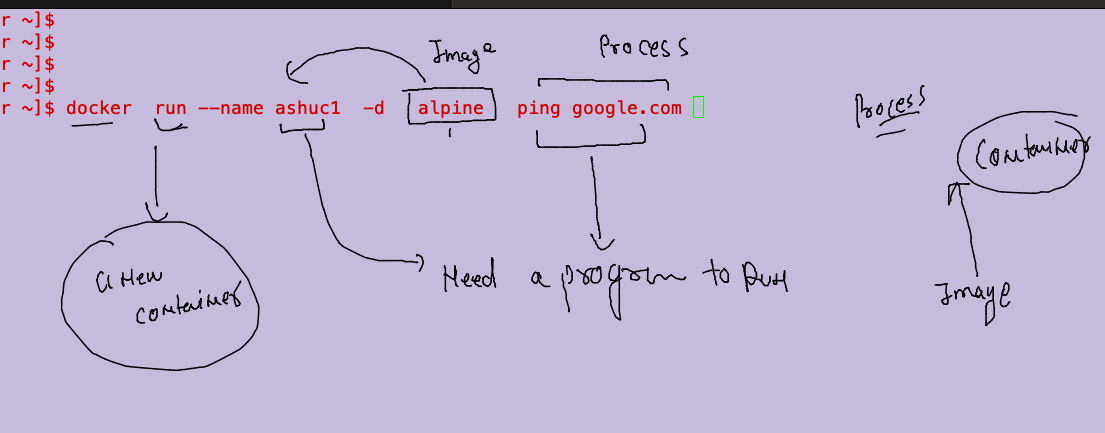 r ~]$
r ~]$
r ~]$
r ~]$
Image Process
r ~]$ docker run --name ashuc1 -d alpine ping google.com
Process
Container
a new
container
Need a program to run
Image